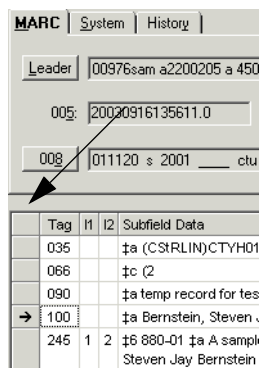 MARC System History
Leader 00976sam a2200205 a 450
005: 20030916135611.0
008 011120 s 2001 ____ ctu
Tag I1 I2 Subfield Data
035 ‡a (CStRLIN)CTYH01
066 ‡c (2
090 ‡a temp record for tes
100 ‡a Bernstein, Steven J
245 1 2 ‡6 880-01 ‡a A sample
Steven Jay Bernstein